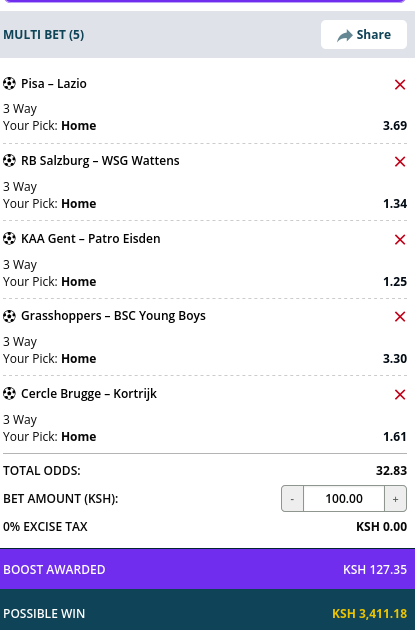 MULTI BET (5)
Share
Pisa – Lazio
3 Way
Your Pick: Home
3.69
RB Salzburg – WSG Wattens
3 Way
Your Pick: Home
1.34
KAA Gent – Patro Eisden
3 Way
Your Pick: Home
1.25
Grasshoppers – BSC Young Boys
3 Way
Your Pick: Home
3.30
Cercle Brugge – Kortrijk
3 Way
Your Pick: Home
1.61
TOTAL ODDS: 32.83
BET AMOUNT (KSH): - 100.00 +
0% EXCISE TAX KSH 0.00
BOOST AWARDED KSH 127.35
POSSIBLE WIN KSH 3,411.18